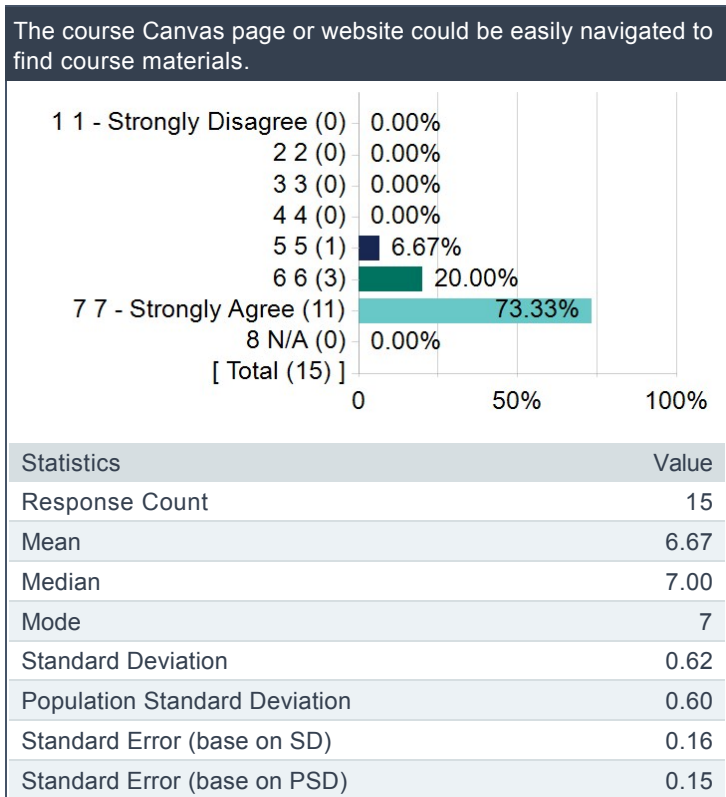 The course Canvas page or website could be easily navigated to
find course materials.
1 1 - Strongly Disagree (0) 0.00%
2 2 (0) 0.00%
3 3 (0) 0.00%
4 4 (0) 0.00%
5 5 (1) 6.67%
6 6 (3) 20.00%
7 7 - Strongly Agree (11) 73.33%
8 N/A (0) 0.00%
[ Total (15) ]
0 50% 100%
Statistics Value
Response Count 15
Mean 6.67
Median 7.00
Mode 7
Standard Deviation 0.62
Population Standard Deviation 0.60
Standard Error (base on SD) 0.16
Standard Error (base on PSD) 0.15